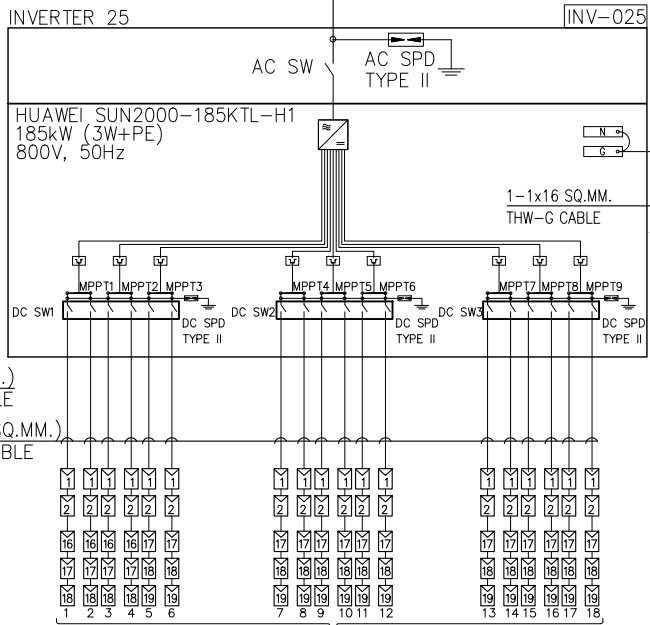 INVERTER 25
INV-025
AC SW
AC SPD
TYPE II
HUAWEI SUN2000-185KTL-H1
185kW (3W+PE)
800V, 50Hz
N
G
1-1x16 SQ.MM.
THW-G CABLE
MPPT1 MPPT2 MPPT3 MPPT4 MPPT5 MPPT6 MPPT7 MPPT8 MPPT9
DC SW1 DC SW2 DC SW3
DC SPD DC SPD DC SPD
TYPE II TYPE II TYPE II
.)
LE
SQ.MM.)
BLE
1 1 1 1 1 1 1 1 1 1 1 1 1 1 1 1 1 1
2 2 2 2 2 2 2 2 2 2 2 2 2 2 2 2 2 2
16 16 16 17 17 17 17 17 17 17 17 17 17 17 17 17 17 17
17 17 17 18 18 18 18 18 18 18 18 18 18 18 18 18 18 18
18 18 18 19 19 19 19 19 19 19 19 19 19 19 19 19 19 19
1 2 3 4 5 6 7 8 9 10 11 12 13 14 15 16 17 18